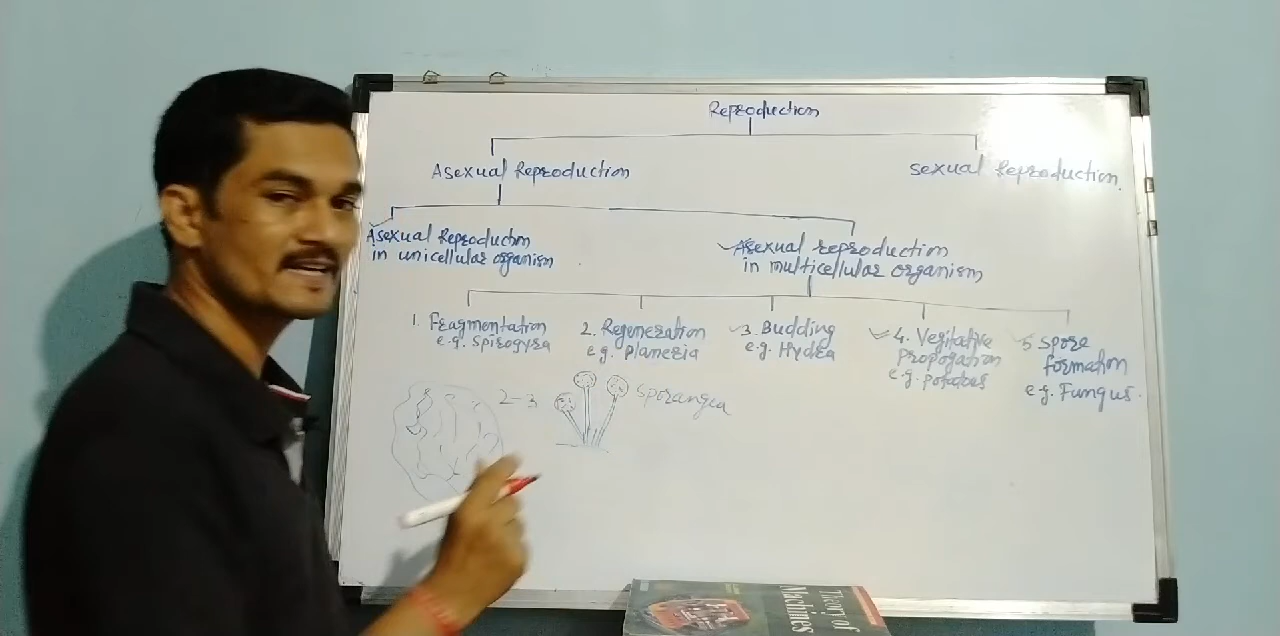 Reproduction
Asexual Reproduction
Sexual Reproduction.
Asexual Reproduction
in unicellular organism
Asexual reproduction
in multicellular organism
1. Fragmentation
e.g. Spirogyra
2. Regeneration
e.g. Planeria
3. Budding
e.g. Hydra
4. Vegitative
Propogation
e.g. potatoes
5 Spore
formation
e.g. Fungus.
2-3
Sporangea
Theory of
Machines